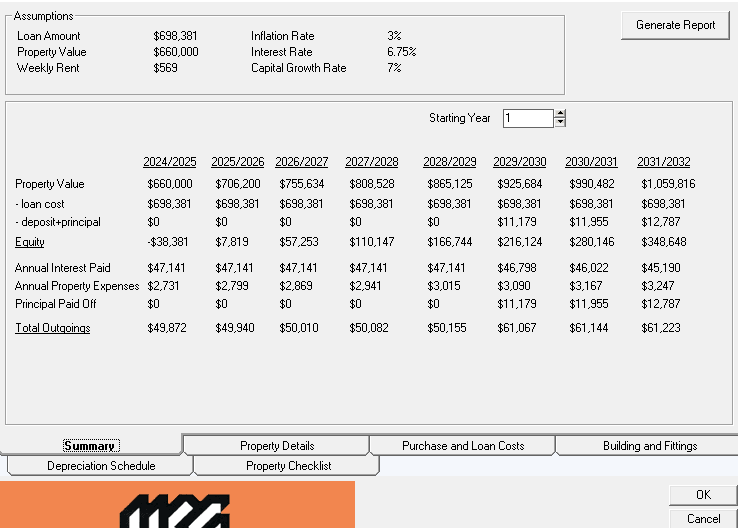 Assumptions
Loan Amount $698,381 Inflation Rate 3%
Property Value $660,000 Interest Rate 6.75%
Weekly Rent $569 Capital Growth Rate 7%
Generate Report
Starting Year 1
2024/2025 2025/2026 2026/2027 2027/2028 2028/2029 2029/2030 2030/2031 2031/2032
Property Value $660,000 $706,200 $755,634 $808,528 $865,125 $925,684 $990,482 $1,059,816
- loan cost $698,381 $698,381 $698,381 $698,381 $698,381 $698,381 $698,381 $698,381
- deposit+principal $0 $0 $0 $0 $0 $11,179 $11,955 $12,787
Equity -$38,381 $7,819 $57,253 $110,147 $166,744 $216,124 $280,146 $348,648
Annual Interest Paid $47,141 $47,141 $47,141 $47,141 $47,141 $46,798 $46,022 $45,190
Annual Property Expenses $2,731 $2,799 $2,869 $2,941 $3,015 $3,090 $3,167 $3,247
Principal Paid Off $0 $0 $0 $0 $0 $11,179 $11,955 $12,787
Total Outgoings $49,872 $49,940 $50,010 $50,082 $50,155 $61,067 $61,144 $61,223
Summary Property Details Purchase and Loan Costs Building and Fittings
Depreciation Schedule Property Checklist
OK
Cancel